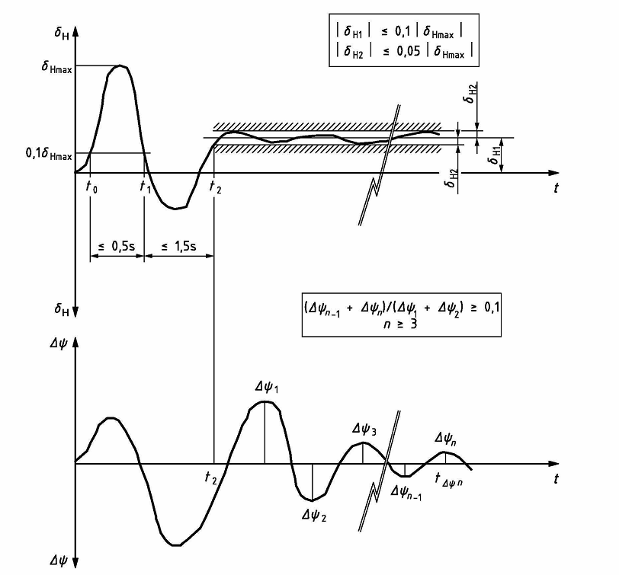 δH
|δH1| ≤ 0,1|δHmax|
|δH2| ≤ 0,05|δHmax|
δHmax
δH2
0,1δHmax
δH1
δH2
t0
t1
t2
t
≤ 0,5s
≤ 1,5s
δH
(Δψn-1 + Δψn)/(Δψ1 + Δψ2) ≥ 0,1
n ≥ 3
Δψ
Δψ1
Δψ3
Δψn
t2
Δψ2
Δψn-1
tΔψn
t
Δψ